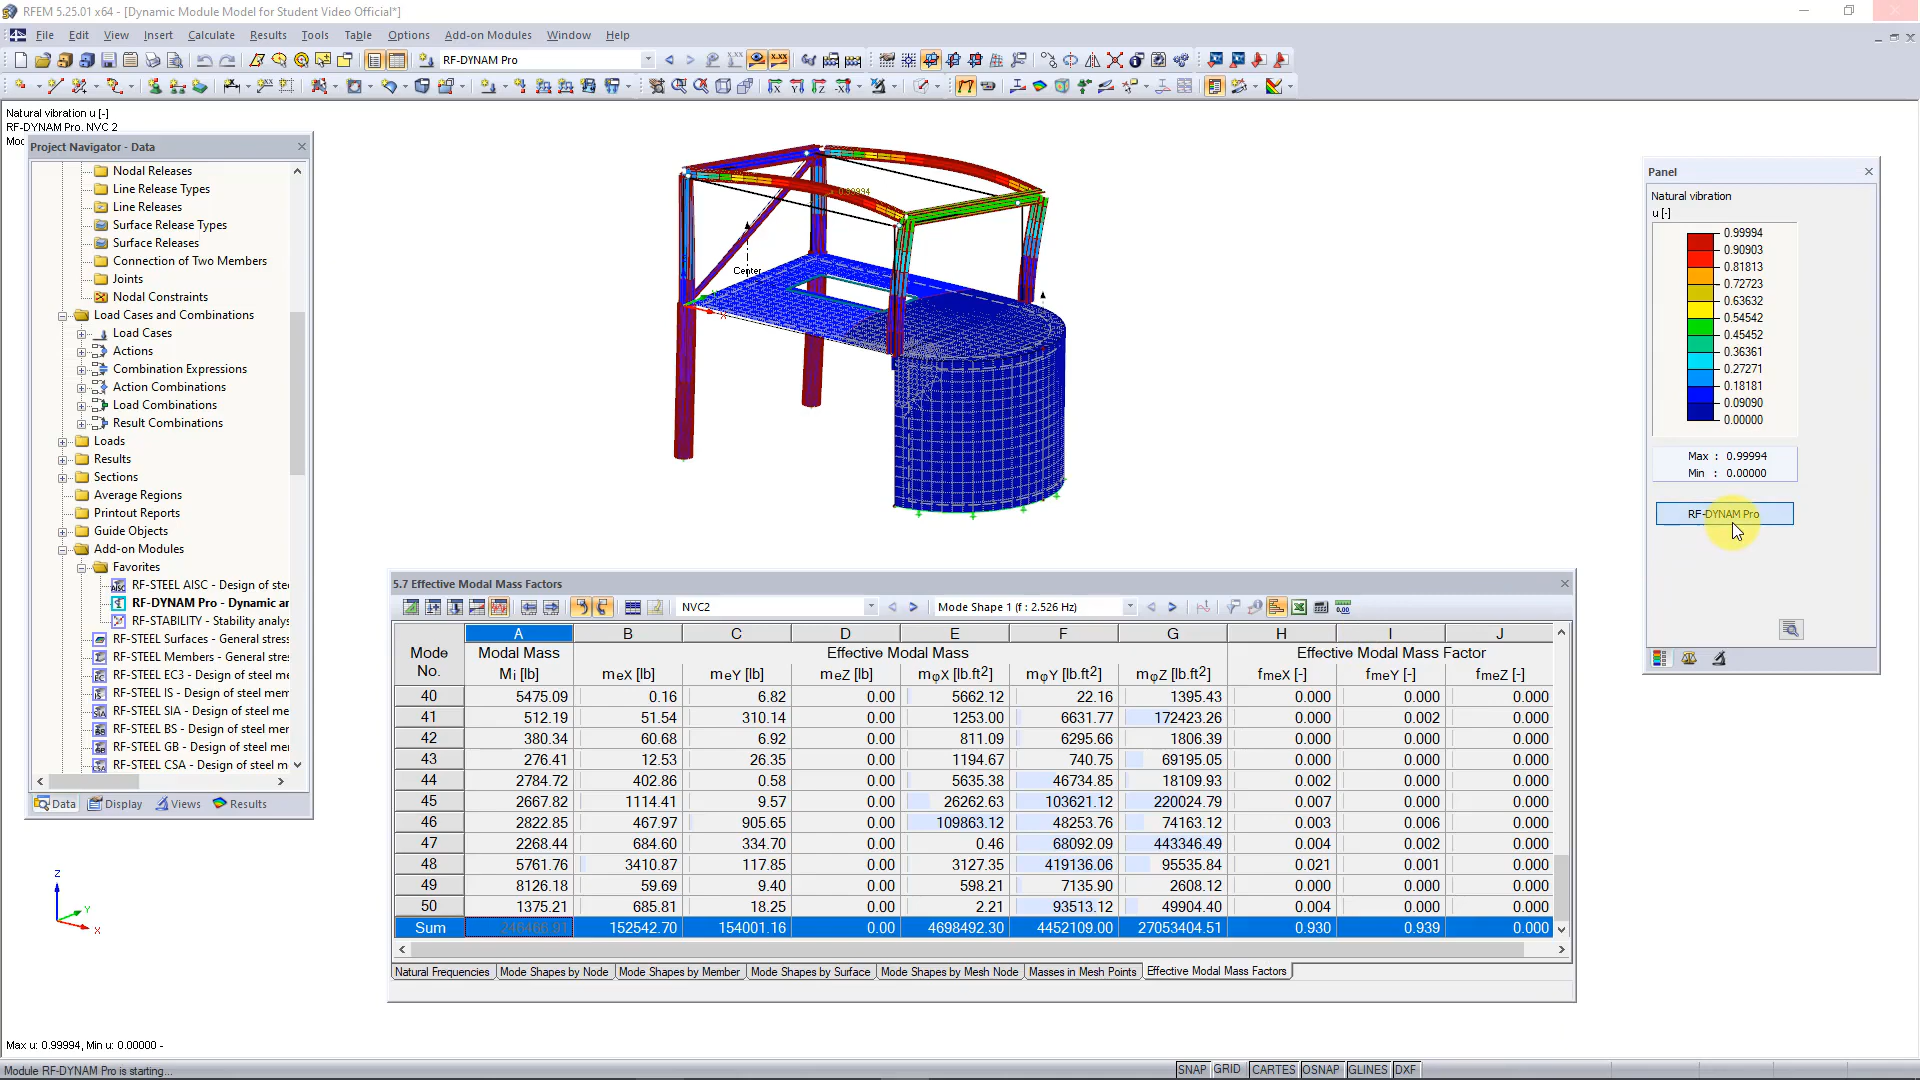 RFEM 5.25.01 x64 - [Dynamic Module Model for Student Video Official*]
File Edit View Insert Calculate Results Tools Table Options Add-on Modules Window Help
RF-DYNAM Pro
Natural vibration u [-]
RF-DYNAM Pro. NVC 2
Project Navigator - Data
Nodal Releases
Line Release Types
Line Releases
Surface Release Types
Surface Releases
Connection of Two Members
Joints
Nodal Constraints
Load Cases and Combinations
Load Cases
Actions
Combination Expressions
Action Combinations
Load Combinations
Result Combinations
Loads
Results
Sections
Average Regions
Printout Reports
Guide Objects
Add-on Modules
Favorites
RF-STEEL AISC - Design of stee
RF-DYNAM Pro - Dynamic an
RF-STABILITY - Stability analys
RF-STEEL Surfaces - General stress
RF-STEEL Members - General stres
RF-STEEL EC3 - Design of steel mem
RF-STEEL IS - Design of steel mem
RF-STEEL SIA - Design of steel mem
RF-STEEL BS - Design of steel mem
RF-STEEL GB - Design of steel mem
RF-STEEL CSA - Design of steel m
Data Display Views Results
0.99994
Center
X
Panel
Natural vibration
u [-]
0.99994
0.90903
0.81813
0.72723
0.63632
0.54542
0.45452
0.36361
0.27271
0.18181
0.09090
0.00000
Max : 0.99994
Min : 0.00000
RF-DYNAM Pro
5.7 Effective Modal Mass Factors
NVC2 Mode Shape 1 (f : 2.526 Hz)
A B C D E F G H I J
Mode No. Modal Mass Effective Modal Mass Effective Modal Mass Factor
Mi [lb] meX [lb] meY [lb] meZ [lb] mφX [lb.ft2] mφY [lb.ft2] mφZ [lb.ft2] fmeX [-] fmeY [-] fmeZ [-]
40 5475.09 0.16 6.82 0.00 5662.12 22.16 1395.43 0.000 0.000 0.000
41 512.19 51.54 310.14 0.00 1253.00 6631.77 172423.26 0.000 0.002 0.000
42 380.34 60.68 6.92 0.00 811.09 6295.66 1806.39 0.000 0.000 0.000
43 276.41 12.53 26.35 0.00 1194.67 740.75 69195.05 0.000 0.000 0.000
44 2784.72 402.86 0.58 0.00 5635.38 46734.85 18109.93 0.002 0.000 0.000
45 2667.82 1114.41 9.57 0.00 26262.63 103621.12 220024.79 0.007 0.000 0.000
46 2822.85 467.97 905.65 0.00 109863.12 48253.76 74163.12 0.003 0.006 0.000
47 2268.44 684.60 334.70 0.00 0.46 68092.09 443346.49 0.004 0.002 0.000
48 5761.76 3410.87 117.85 0.00 3127.35 419136.06 95535.84 0.021 0.001 0.000
49 8126.18 59.69 9.40 0.00 598.21 7135.90 2608.12 0.000 0.000 0.000
50 1375.21 685.81 18.25 0.00 2.21 93513.12 49904.40 0.004 0.000 0.000
Sum 246466.91 152542.70 154001.16 0.00 4698492.30 4452109.00 27053404.51 0.930 0.939 0.000
Natural Frequencies Mode Shapes by Node Mode Shapes by Member Mode Shapes by Surface Mode Shapes by Mesh Node Masses in Mesh Points Effective Modal Mass Factors
Z
Y
X
Max u: 0.99994, Min u: 0.00000 -
Module RF-DYNAM Pro is starting...
SNAP GRID CARTES OSNAP GLINES DXF